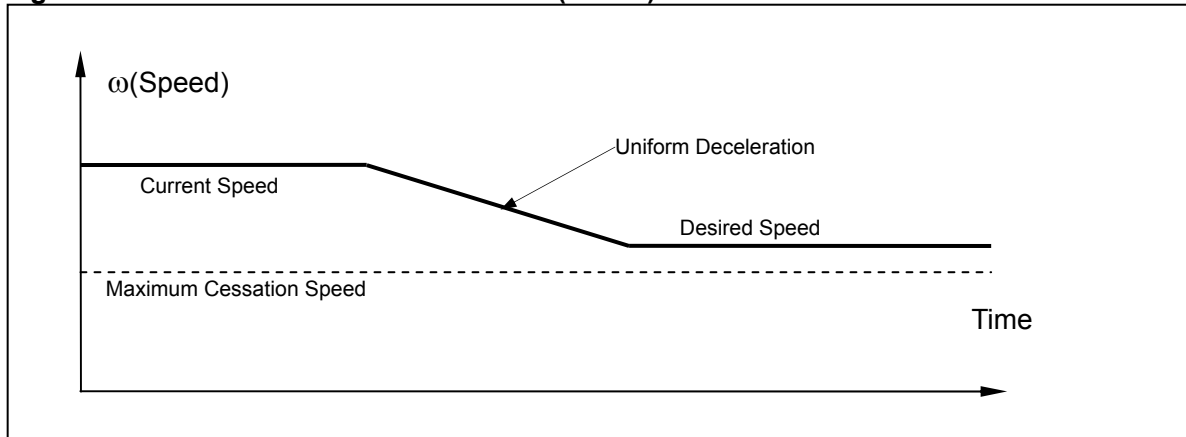 ω(Speed)
Uniform Deceleration
Current Speed
Desired Speed
Maximum Cessation Speed
Time